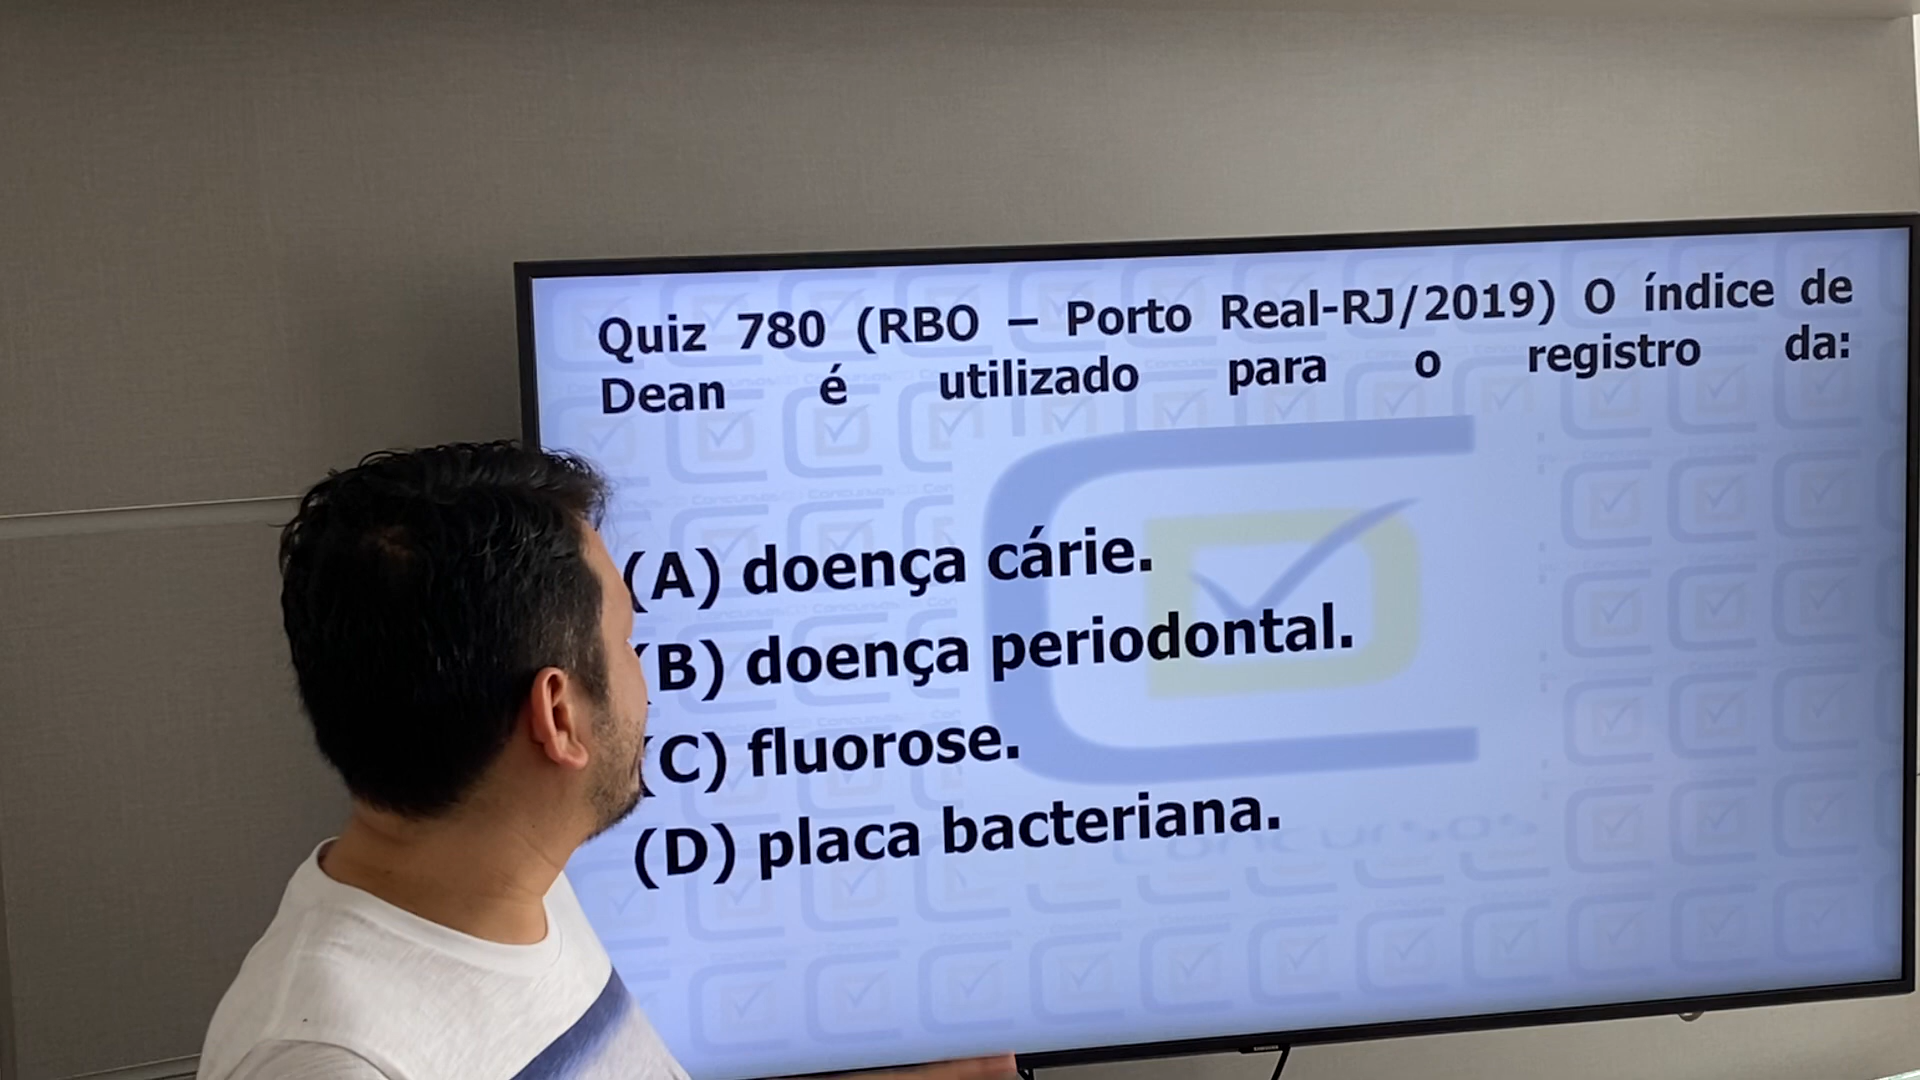 Quiz 780 (RBO – Porto Real-RJ/2019) O índice de
Dean é utilizado para o registro da:
(A) doença cárie.
(B) doença periodontal.
(C) fluorose.
(D) placa bacteriana.
concursos